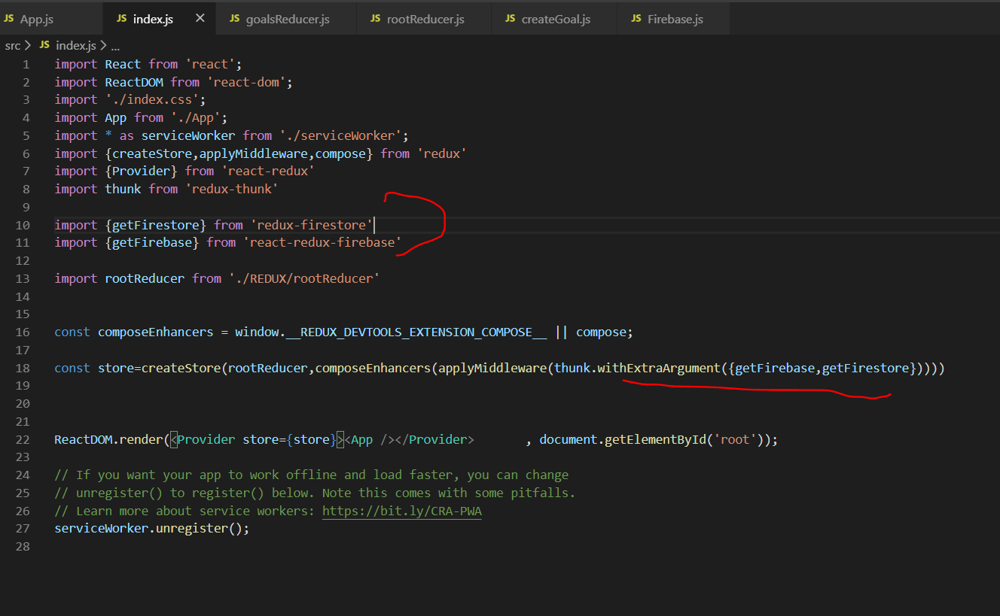 JS App.js JS index.js × JS goalsReducer.js JS rootReducer.js JS createGoal.js JS Firebase.js
src > JS index.js > ...
1 import React from 'react';
2 import ReactDOM from 'react-dom';
3 import './index.css';
4 import App from './App';
5 import * as serviceWorker from './serviceWorker';
6 import {createStore,applyMiddleware,compose} from 'redux'
7 import {Provider} from 'react-redux'
8 import thunk from 'redux-thunk'
9
10 import {getFirestore} from 'redux-firestore'
11 import {getFirebase} from 'react-redux-firebase'
12
13 import rootReducer from './REDUX/rootReducer'
14
15
16 const composeEnhancers = window.__REDUX_DEVTOOLS_EXTENSION_COMPOSE__ || compose;
17
18 const store=createStore(rootReducer,composeEnhancers(applyMiddleware(thunk.withExtraArgument({getFirebase,getFirestore}))))
19
20
21
22 ReactDOM.render(<Provider store={store}><App /></Provider> , document.getElementById('root'));
23
24 // If you want your app to work offline and load faster, you can change
25 // unregister() to register() below. Note this comes with some pitfalls.
26 // Learn more about service workers: https://bit.ly/CRA-PWA
27 serviceWorker.unregister();
28